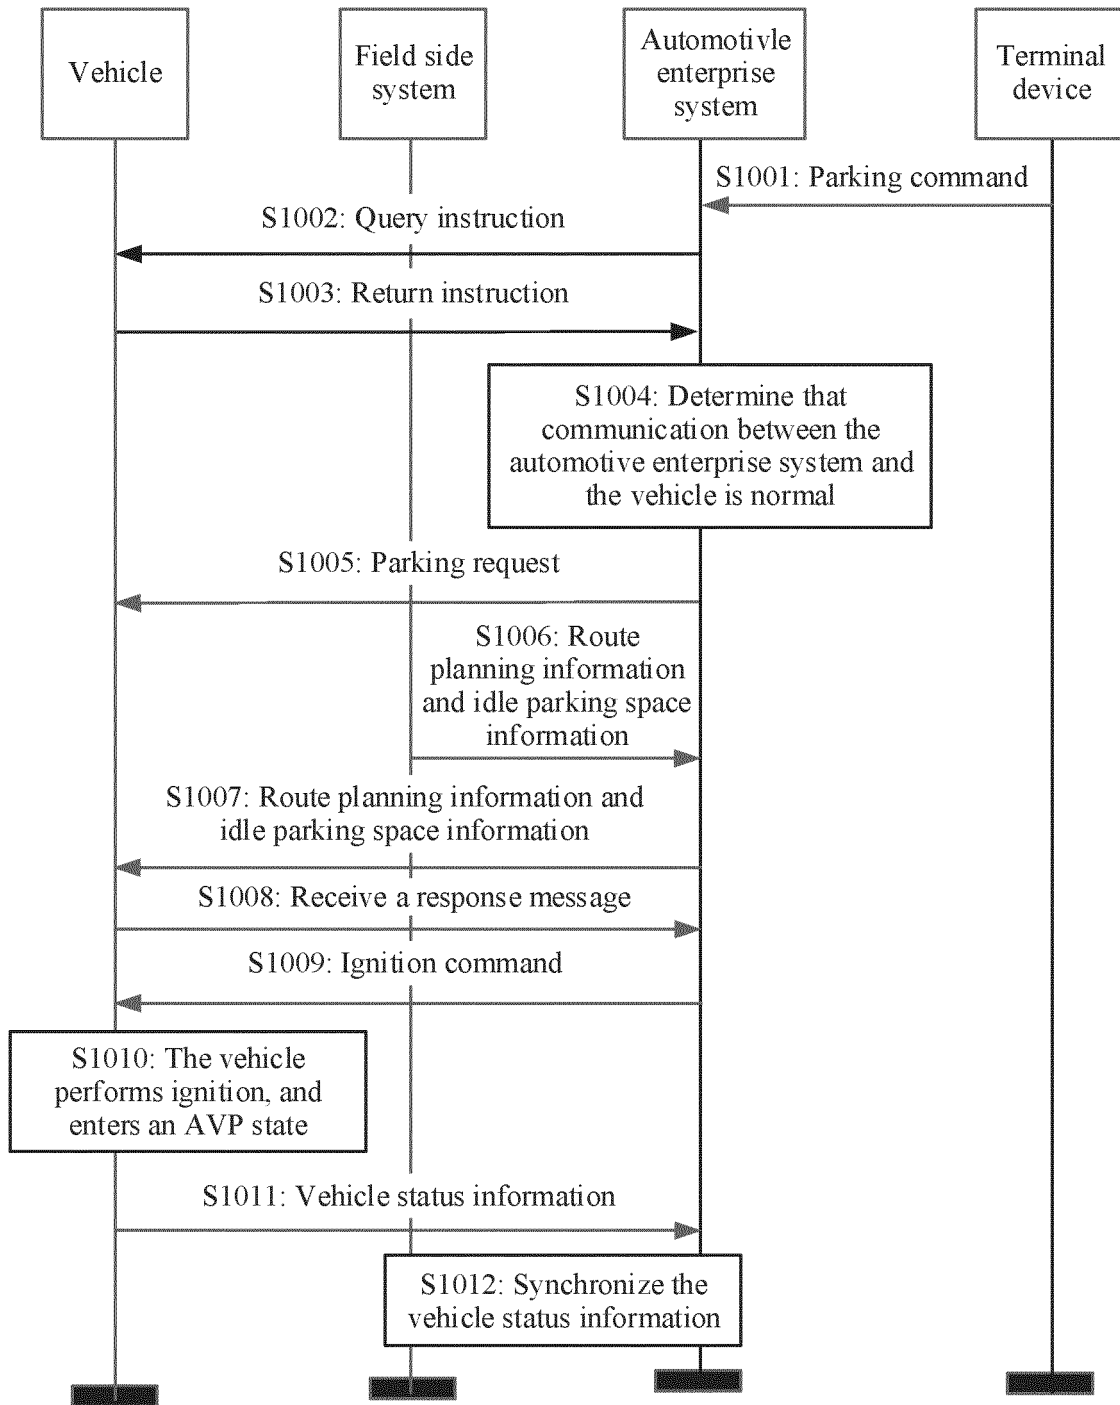 Vehicle
Field side
system
Automotivle
enterprise
system
Terminal
device
S1001: Parking command
S1002: Query instruction
S1003: Return instruction
S1004: Determine that
communication between the
automotive enterprise system and
the vehicle is normal
S1005: Parking request
S1006: Route
planning information
and idle parking space
information
S1007: Route planning information and
idle parking space information
S1008: Receive a response message
S1009: Ignition command
S1010: The vehicle
performs ignition, and
enters an AVP state
S1011: Vehicle status information
S1012: Synchronize the
vehicle status information